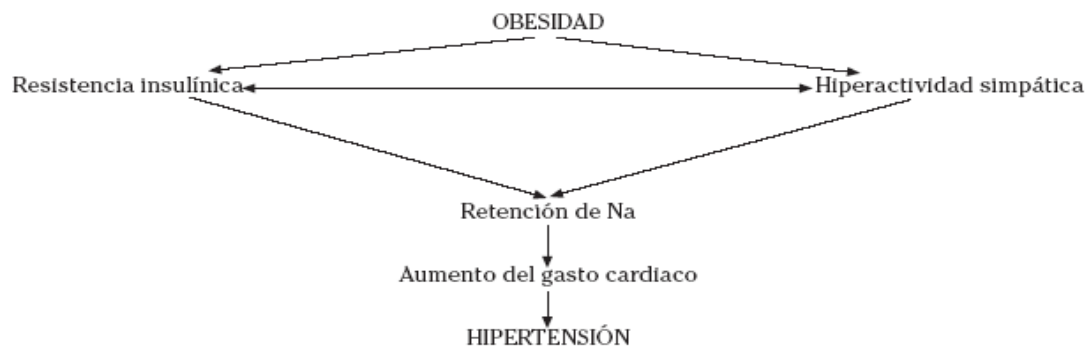 OBESIDAD
Resistencia insulínica Hiperactividad simpática
Retención de Na
Aumento del gasto cardiaco
HIPERTENSIÓN